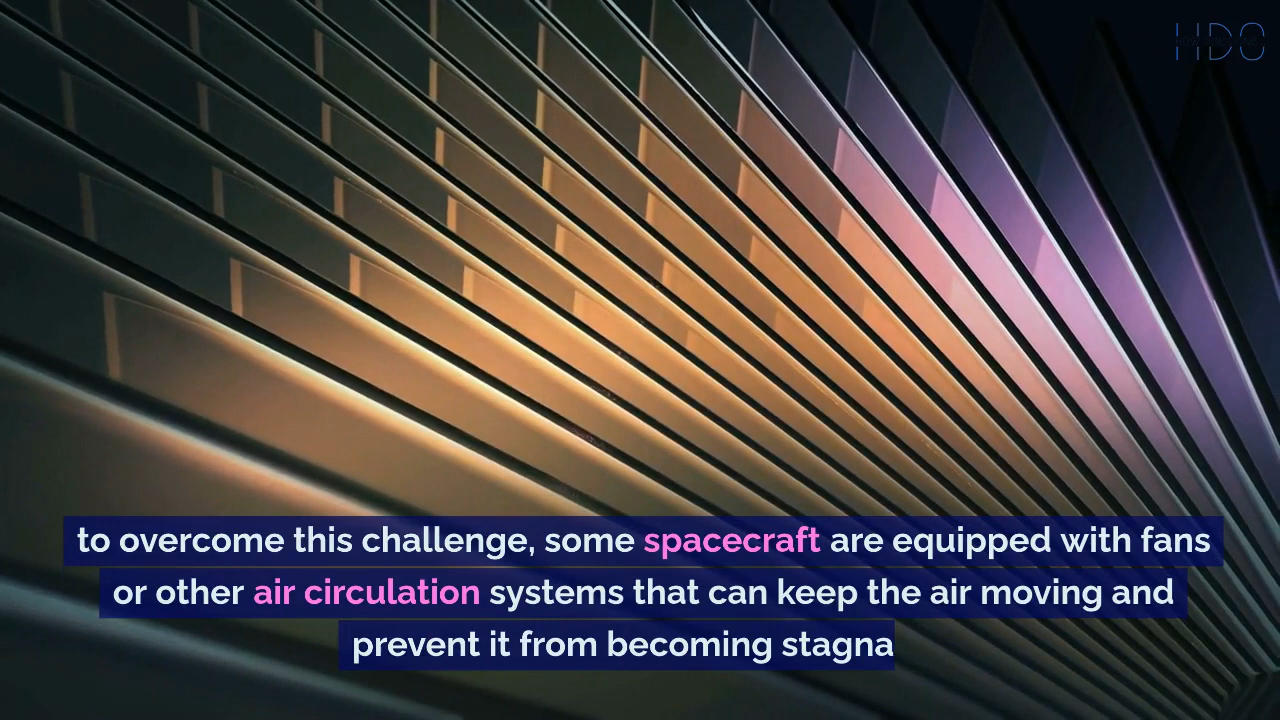 HDO
to overcome this challenge, some spacecraft are equipped with fans
or other air circulation systems that can keep the air moving and
prevent it from becoming stagna